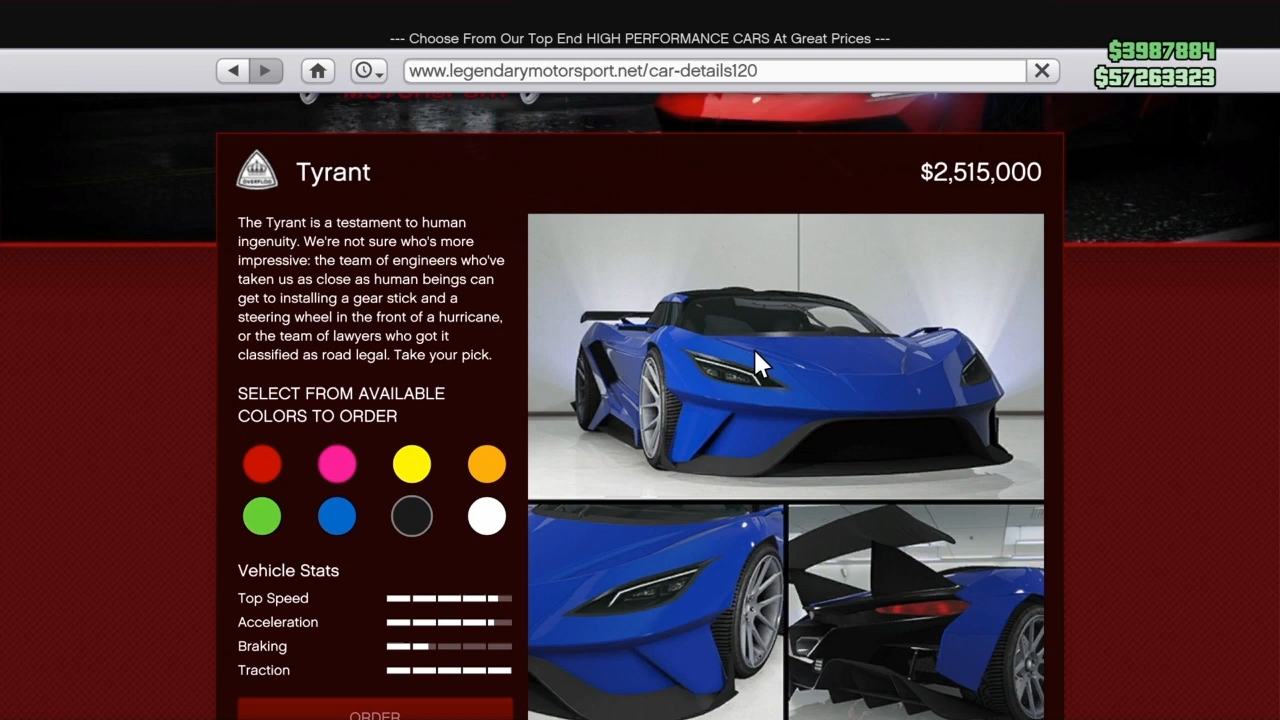 --- Choose From Our Top End HIGH PERFORMANCE CARS At Great Prices ---
$3987884
www.legendarymotorsport.net/car-details120
$57263323
OVERFLOD
Tyrant
$2,515,000
The Tyrant is a testament to human
ingenuity. We're not sure who's more
impressive: the team of engineers who've
taken us as close as human beings can
get to installing a gear stick and a
steering wheel in the front of a hurricane,
or the team of lawyers who got it
classified as road legal. Take your pick.
SELECT FROM AVAILABLE
COLORS TO ORDER
Vehicle Stats
Top Speed
Acceleration
Braking
Traction
ORDER